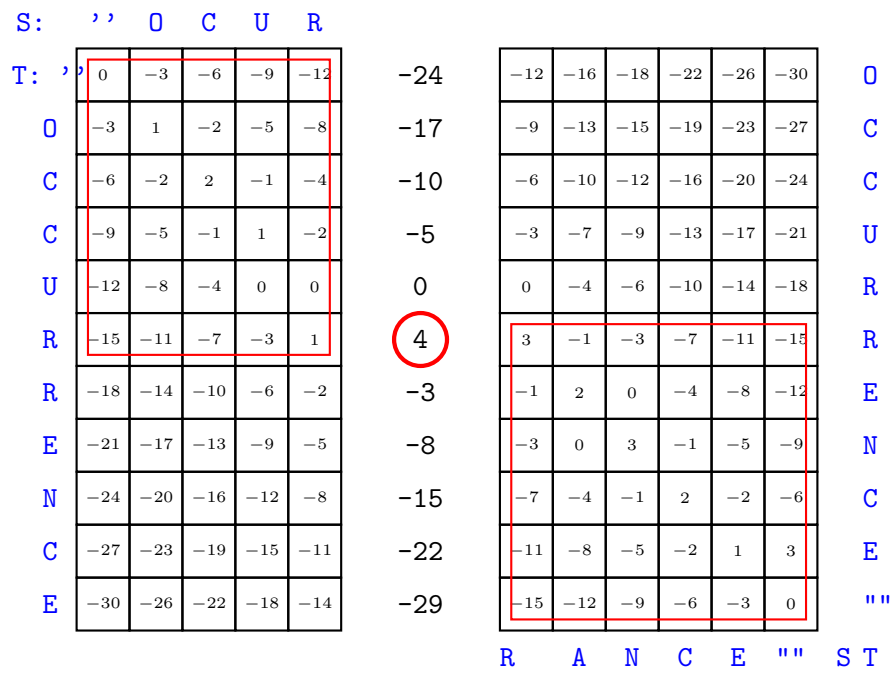 S: '' O C U R
T: '' 0 −3 −6 −9 −12 -24 −12 −16 −18 −22 −26 −30 O
O −3 1 −2 −5 −8 -17 −9 −13 −15 −19 −23 −27 C
C −6 −2 2 −1 −4 -10 −6 −10 −12 −16 −20 −24 C
C −9 −5 −1 1 −2 -5 −3 −7 −9 −13 −17 −21 U
U −12 −8 −4 0 0 0 0 −4 −6 −10 −14 −18 R
R −15 −11 −7 −3 1 4 3 −1 −3 −7 −11 −15 R
R −18 −14 −10 −6 −2 -3 −1 2 0 −4 −8 −12 E
E −21 −17 −13 −9 −5 -8 −3 0 3 −1 −5 −9 N
N −24 −20 −16 −12 −8 -15 −7 −4 −1 2 −2 −6 C
C −27 −23 −19 −15 −11 -22 −11 −8 −5 −2 1 3 E
E −30 −26 −22 −18 −14 -29 −15 −12 −9 −6 −3 0 ""
R A N C E "" S T